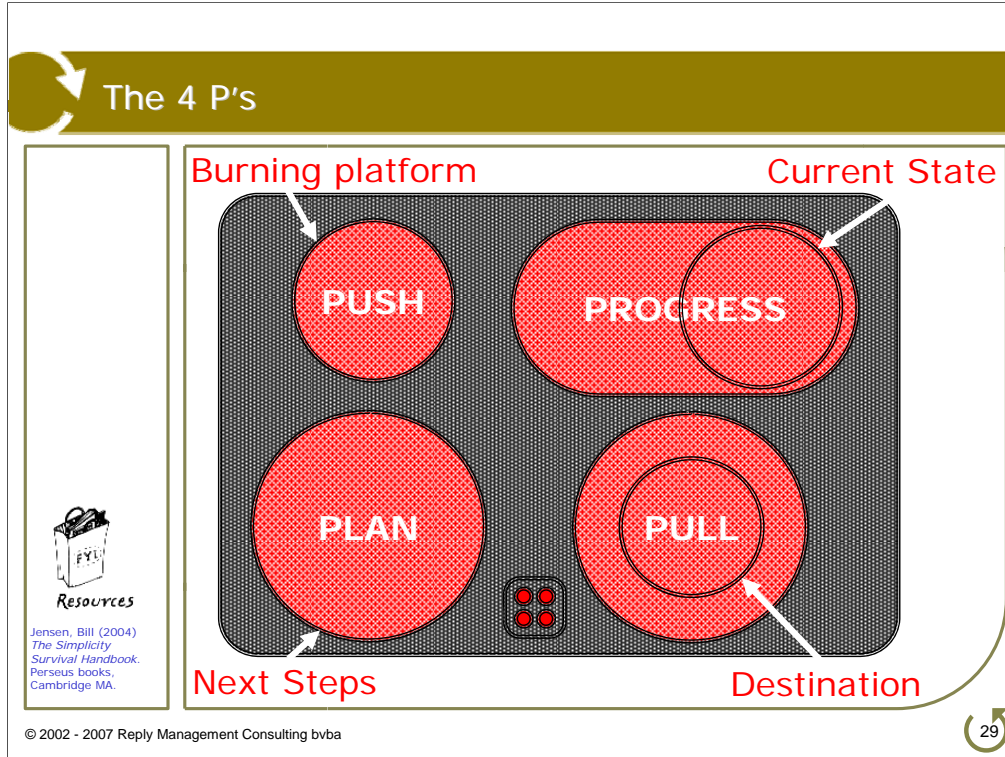 The 4 P's
Burning platform
Current State
PUSH
PROGRESS
PLAN
PULL
Next Steps
Destination
FYI
Resources
Jensen, Bill (2004)
The Simplicity
Survival Handbook.
Perseus books,
Cambridge MA.
© 2002 - 2007 Reply Management Consulting bvba
29